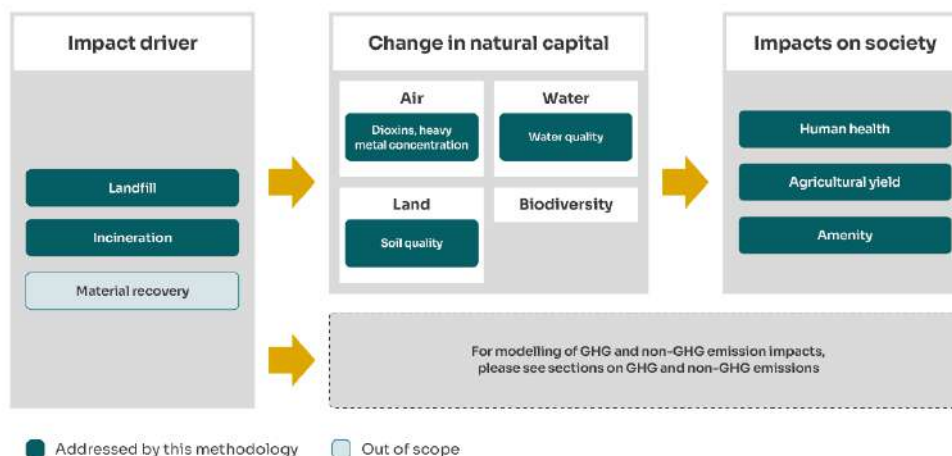 Impact driver
Landfill
Incineration
Material recovery
Change in natural capital
Air
Dioxins, heavy
metal concentration
Water
Water quality
Land
Soil quality
Biodiversity
Impacts on society
Human health
Agricultural yield
Amenity
For modelling of GHG and non-GHG emission impacts,
please see sections on GHG and non-GHG emissions
Addressed by this methodology
Out of scope